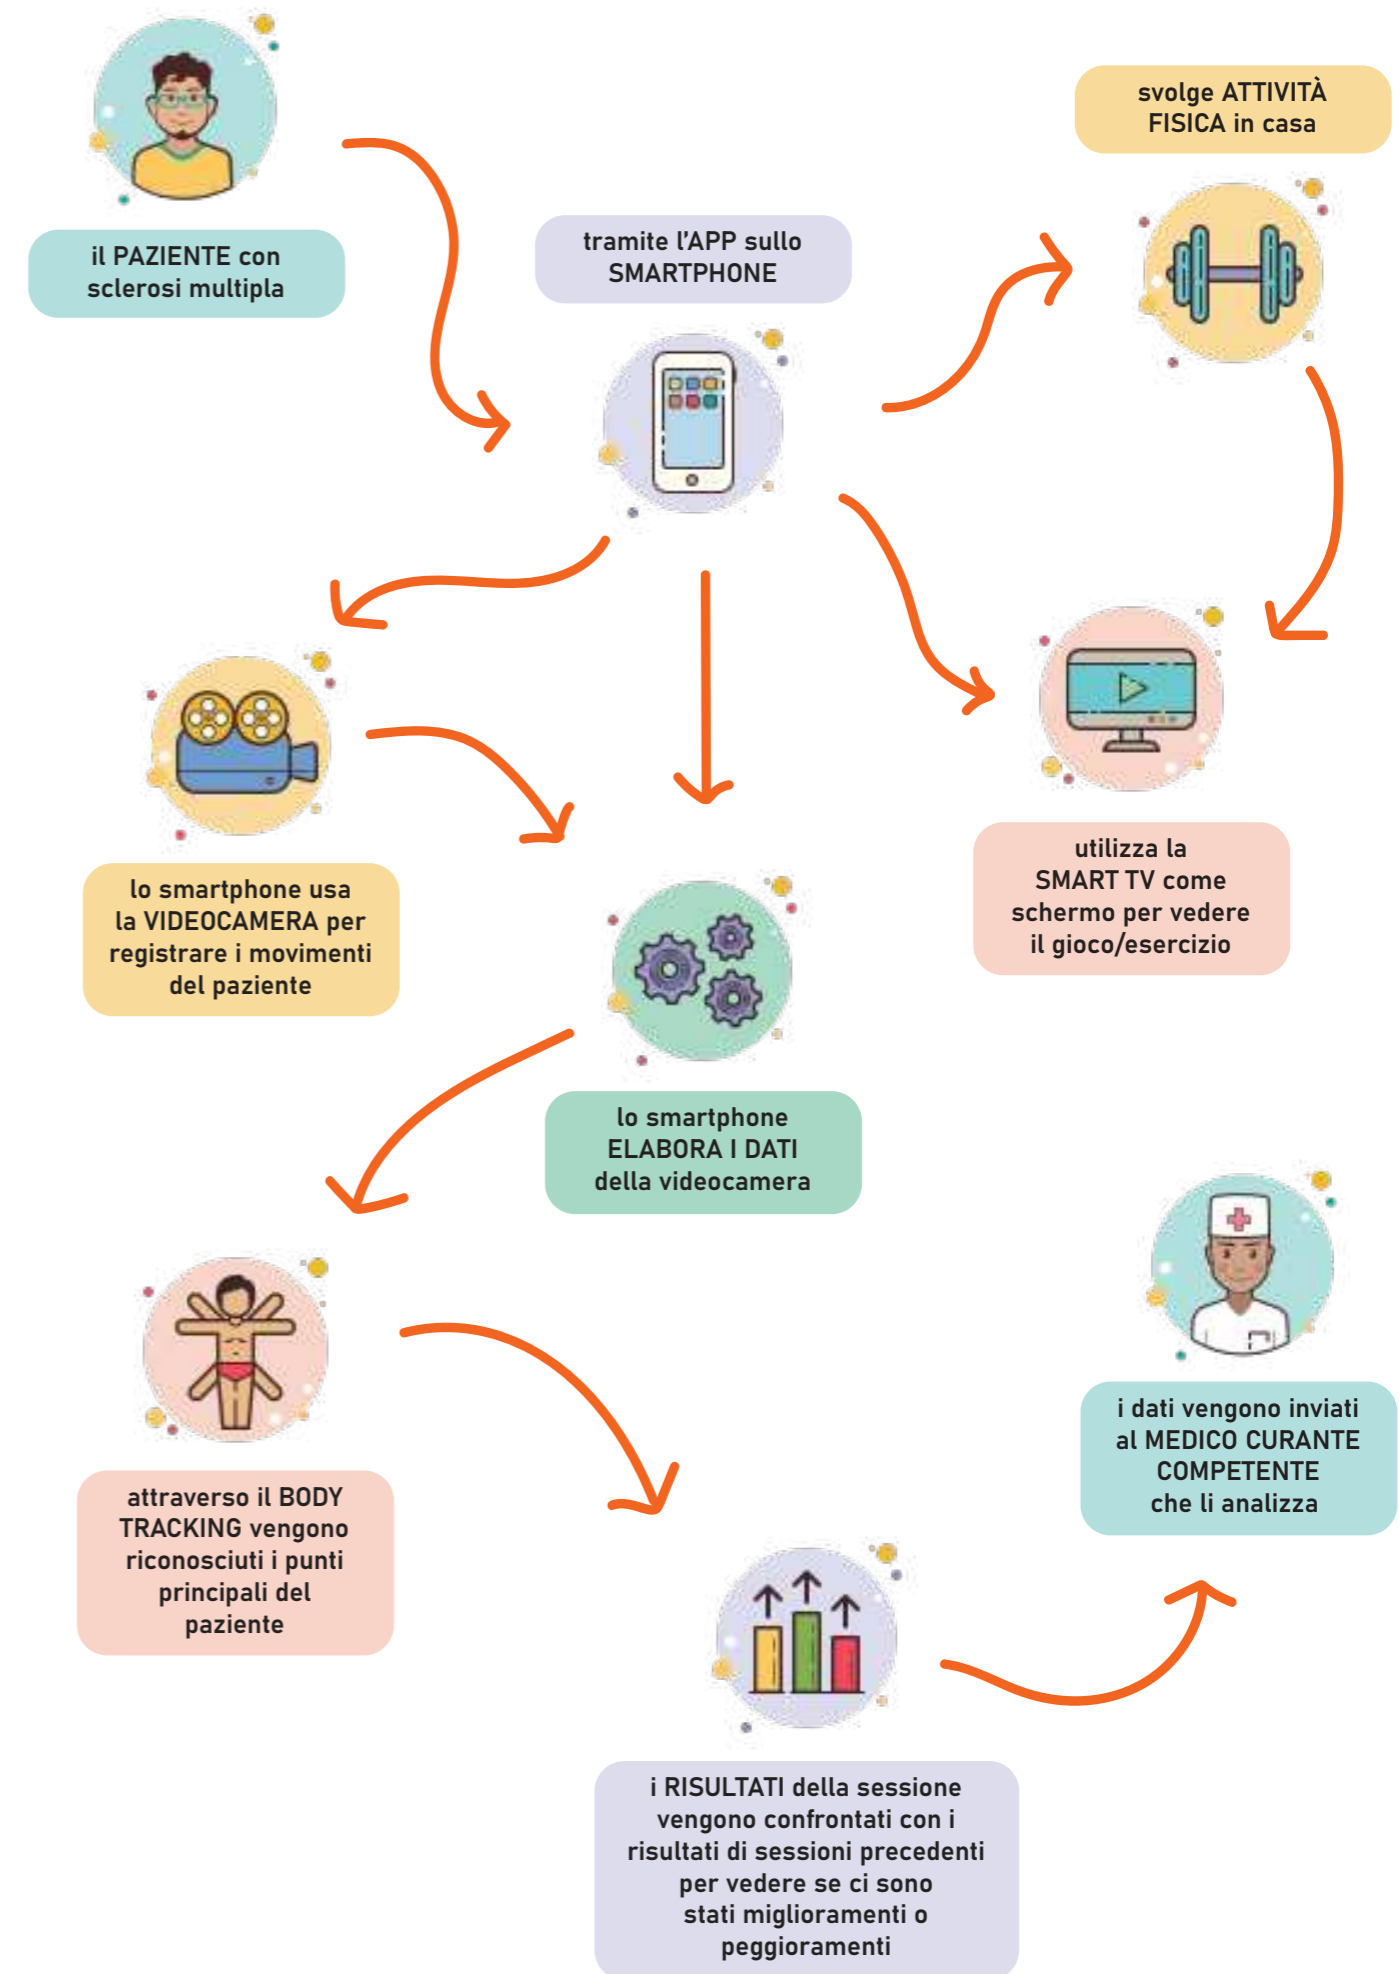 il PAZIENTE con
sclerosi multipla
tramite l'APP sullo
SMARTPHONE
svolge ATTIVITÀ
FISICA in casa
utilizza la
SMART TV come
schermo per vedere
il gioco/esercizio
lo smartphone usa
la VIDEOCAMERA per
registrare i movimenti
del paziente
lo smartphone
ELABORA I DATI
della videocamera
attraverso il BODY
TRACKING vengono
riconosciuti i punti
principali del
paziente
i RISULTATI della sessione
vengono confrontati con i
risultati di sessioni precedenti
per vedere se ci sono
stati miglioramenti o
peggioramenti
i dati vengono inviati
al MEDICO CURANTE
COMPETENTE
che li analizza